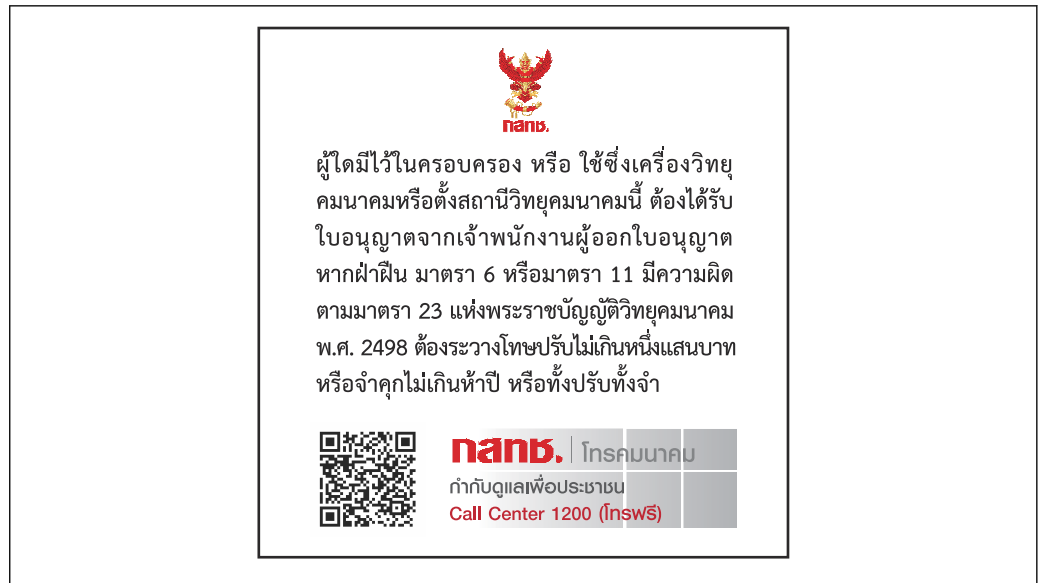 กสทช.
ผู้ใดมีไว้ในครอบครอง หรือ ใช้ซึ่งเครื่องวิทยุ
คมนาคมหรือตั้งสถานีวิทยุคมนาคมนี้ ต้องได้รับ
ใบอนุญาตจากเจ้าพนักงานผู้ออกใบอนุญาต
หากฝ่าฝืน มาตรา 6 หรือมาตรา 11 มีความผิด
ตามมาตรา 23 แห่งพระราชบัญญัติวิทยุคมนาคม
พ.ศ. 2498 ต้องระวางโทษปรับไม่เกินหนึ่งแสนบาท
หรือจำคุกไม่เกินห้าปี หรือทั้งปรับทั้งจำ
กสทช. | โทรคมนาคม
กำกับดูแลเพื่อประชาชน
Call Center 1200 (โทรฟรี)